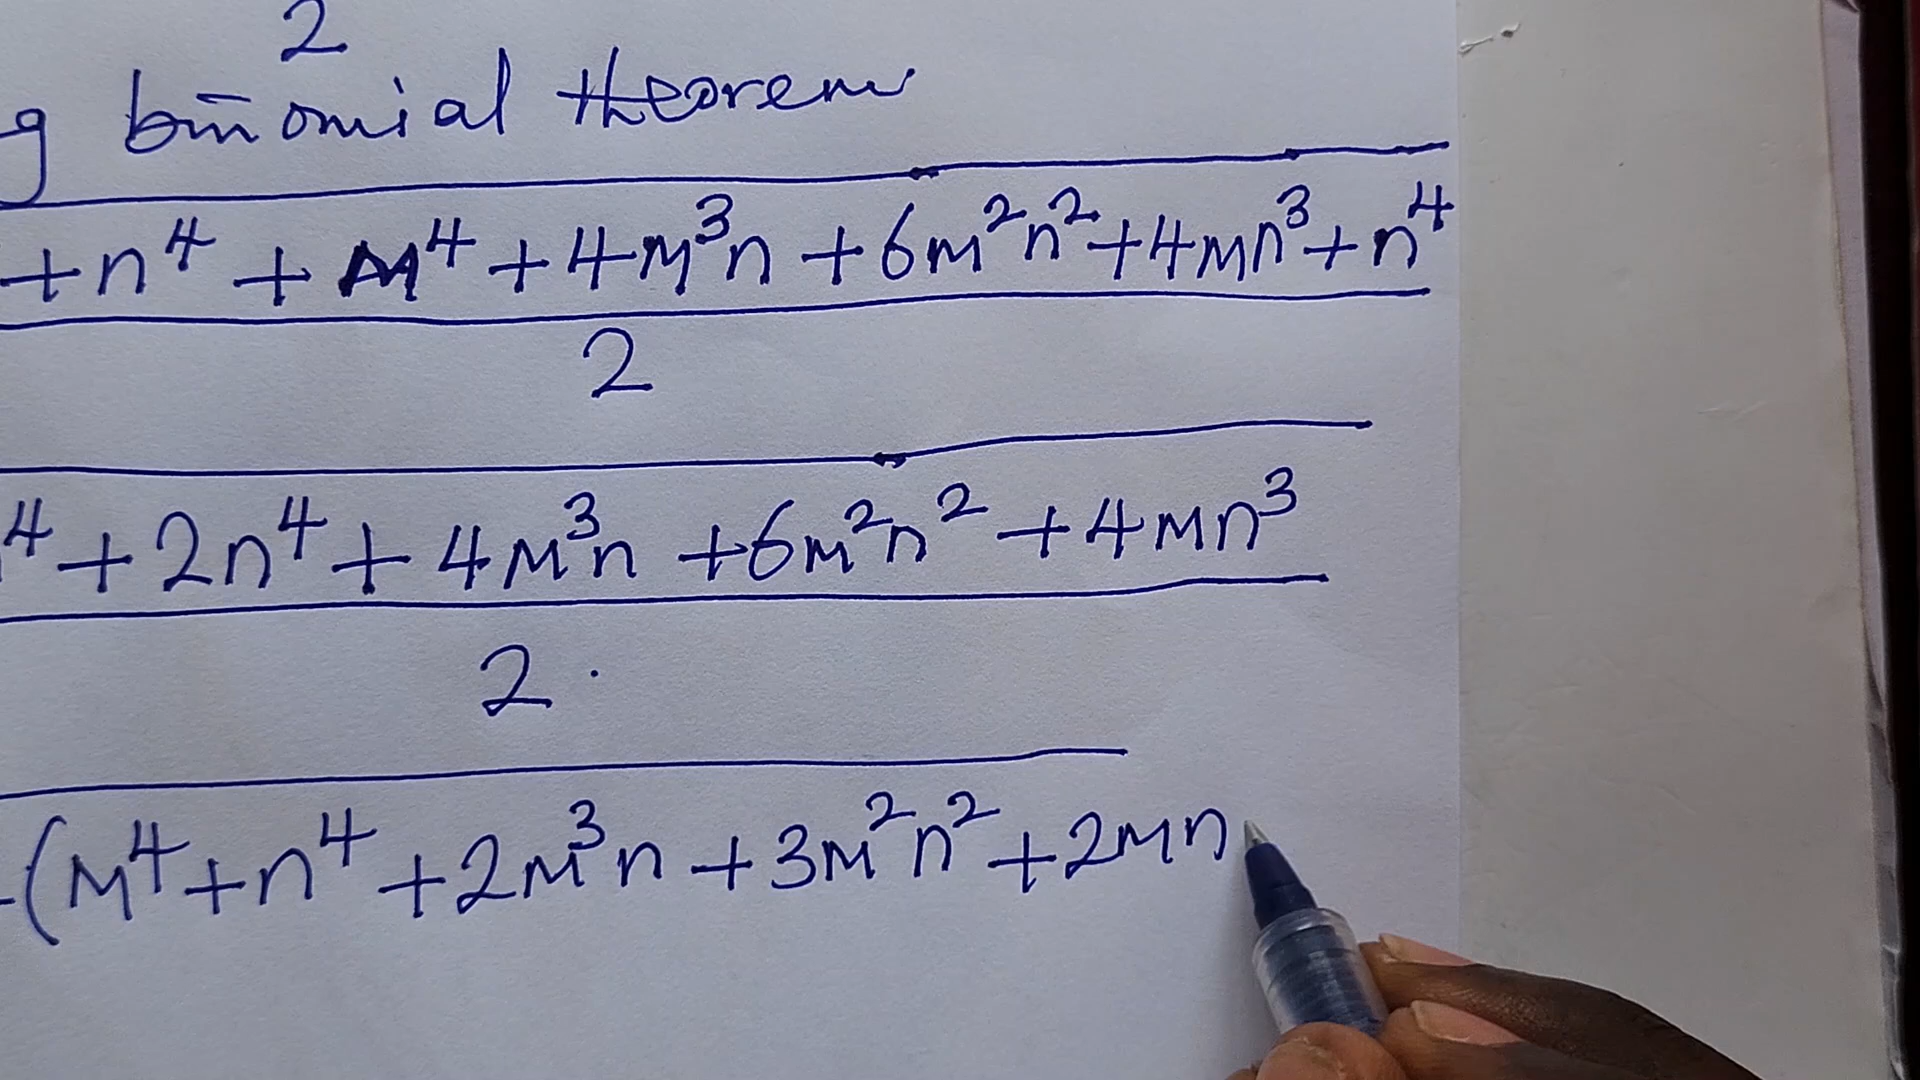 2
g binomial theorem
+n⁴ + m⁴ + 4m³n + 6m²n² + 4mn³ + n⁴
2
⁴ + 2n⁴ + 4m³n + 6m²n² + 4mn³
2
(m⁴ + n⁴ + 2m³n + 3m²n² + 2mn